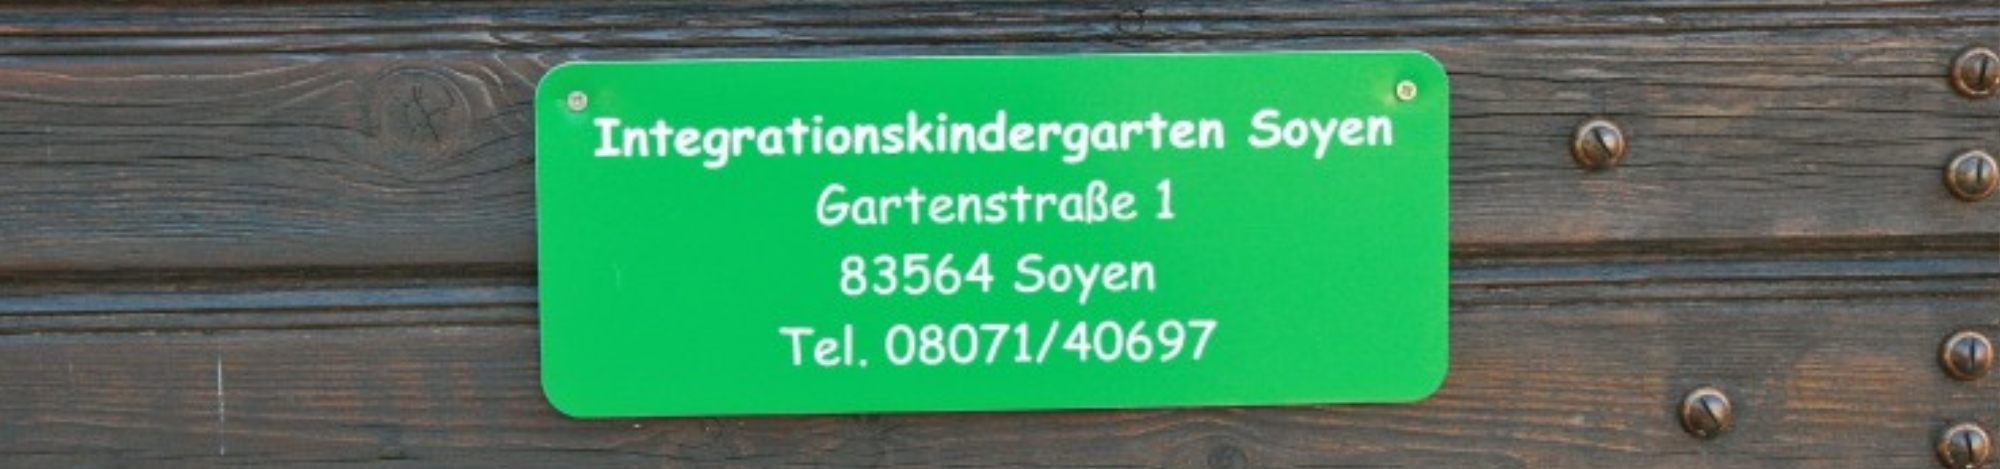 Integrationskindergarten Soyen
Gartenstraße 1
83564 Soyen
Tel. 08071/40697